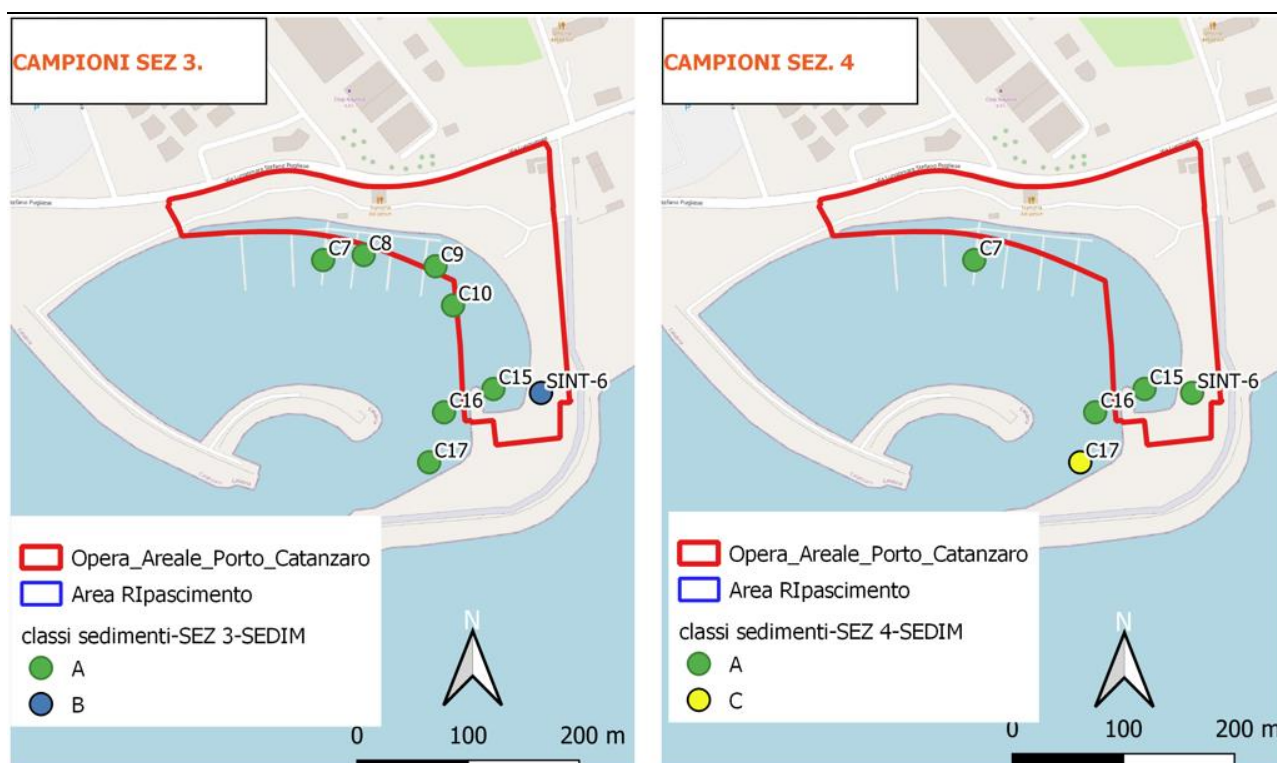 CAMPIONI SEZ 3.
C7
C8
C9
C10
C15
SINT-6
C16
C17
Opera_Areale_Porto_Catanzaro
Area RIpascimento
classi sedimenti-SEZ 3-SEDIM
A
B
N
0 100 200 m
CAMPIONI SEZ. 4
Stefano Pugliese
C7
C15
SINT-6
C16
C17
Opera_Areale_Porto_Catanzaro
Area RIpascimento
classi sedimenti-SEZ 4-SEDIM
A
C
N
0 100 200 m